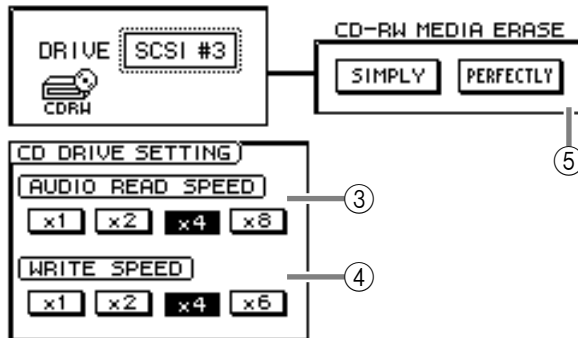 DRIVE SCSI #3
CDRW
CD-RW MEDIA ERASE
SIMPLY PERFECTLY
⑤
CD DRIVE SETTING
AUDIO READ SPEED
③
x1 x2 x4 x8
WRITE SPEED
④
x1 x2 x4 x6